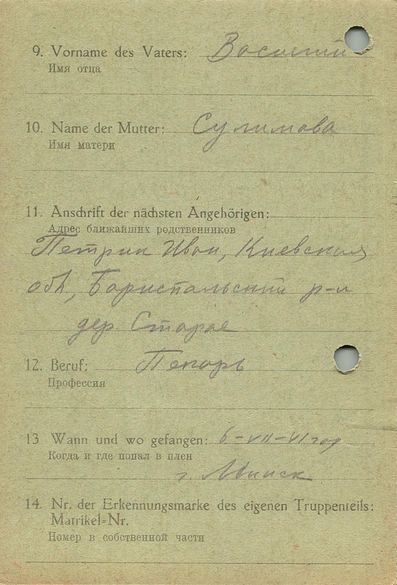 9. Vorname des Vaters: Василий
Имя отца
10. Name der Mutter: Сулимова
Имя матери
11. Anschrift der nächsten Angehörigen:
Адрес ближайших родственников
Петрик Иван, Киевская
обл, Бориспольский р-н
дер. Старое
12. Beruf: Пекарь
Профессия
13 Wann und wo gefangen: 6-VII-41 год
Когда и где попал в плен
г. Минск
14. Nr. der Erkennungsmarke des eigenen Truppenteils:
Matrikel-Nr.
Номер в собственной части